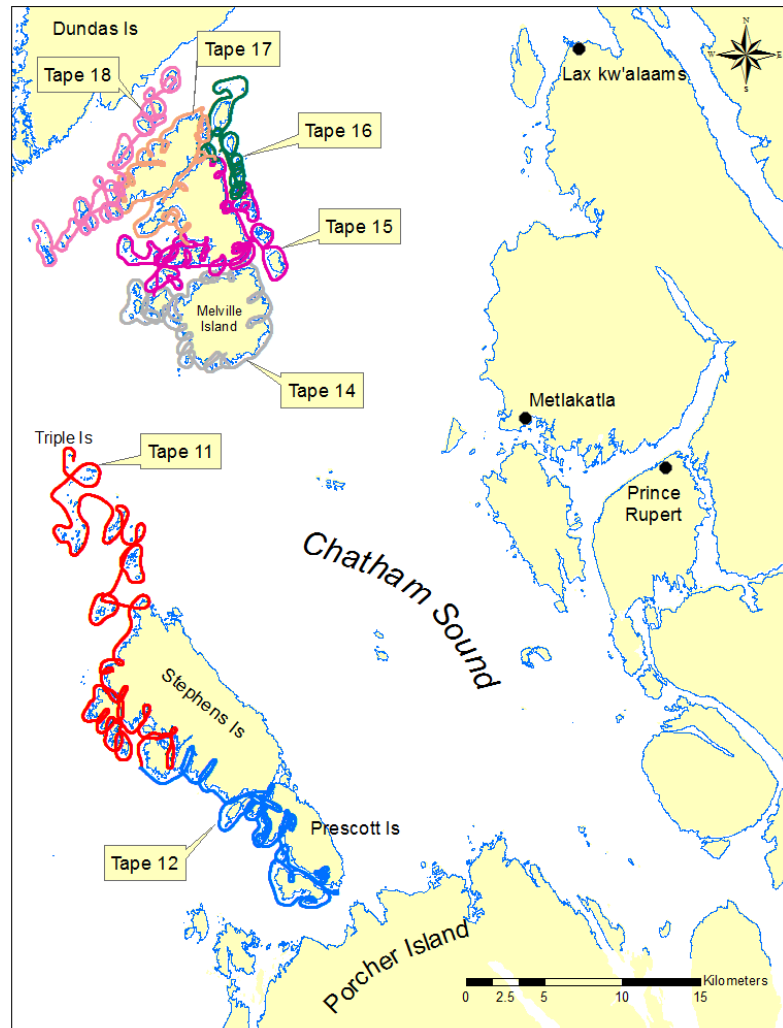 Dundas Is
Tape 17
Tape 18
Lax kw'alaams
N
W
E
S
Tape 16
Tape 15
Melville
Island
Tape 14
Metlakatla
Triple Is
Tape 11
Prince
Rupert
Chatham Sound
Stephens Is
Prescott Is
Tape 12
Porcher Island
Kilometers
0 2.5 5 10 15